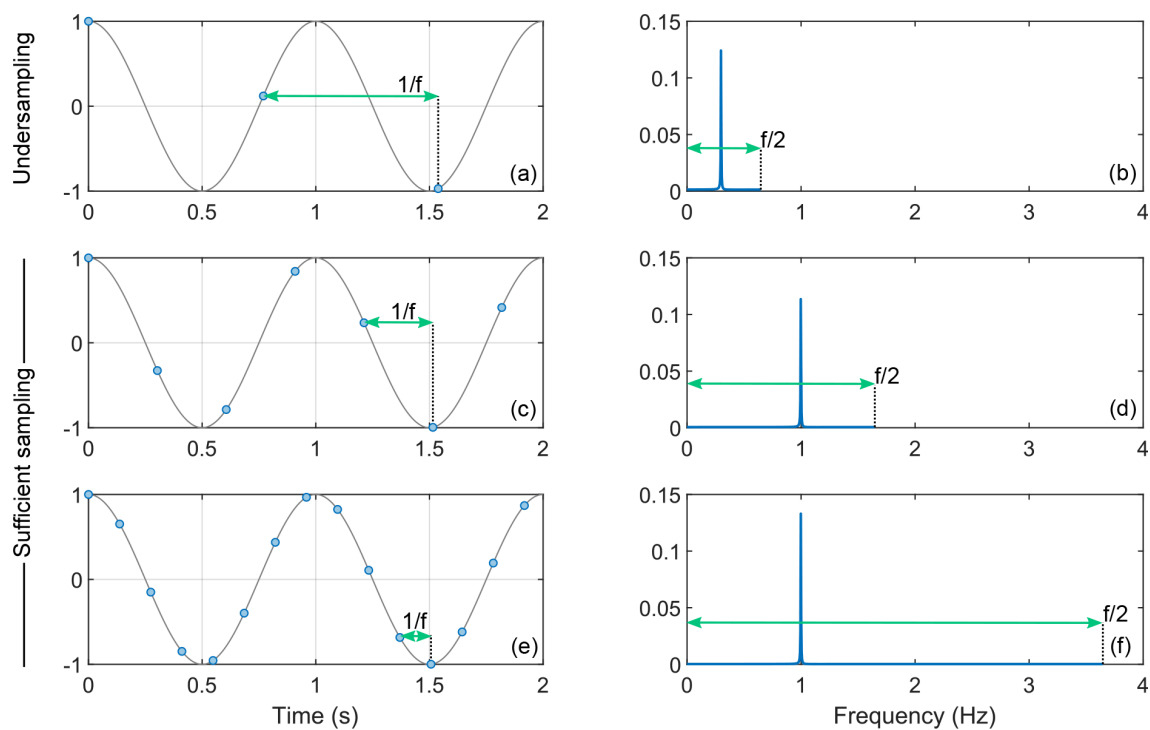 Undersampling
1
0
-1
1/f
(a)
0 0.5 1 1.5 2
0.15
0.1
0.05
0
f/2
(b)
0 1 2 3 4
Sufficient sampling
1
0
-1
1/f
(c)
0 0.5 1 1.5 2
0.15
0.1
0.05
0
f/2
(d)
0 1 2 3 4
1
0
-1
1/f
(e)
0 0.5 1 1.5 2
Time (s)
0.15
0.1
0.05
0
f/2
(f)
0 1 2 3 4
Frequency (Hz)